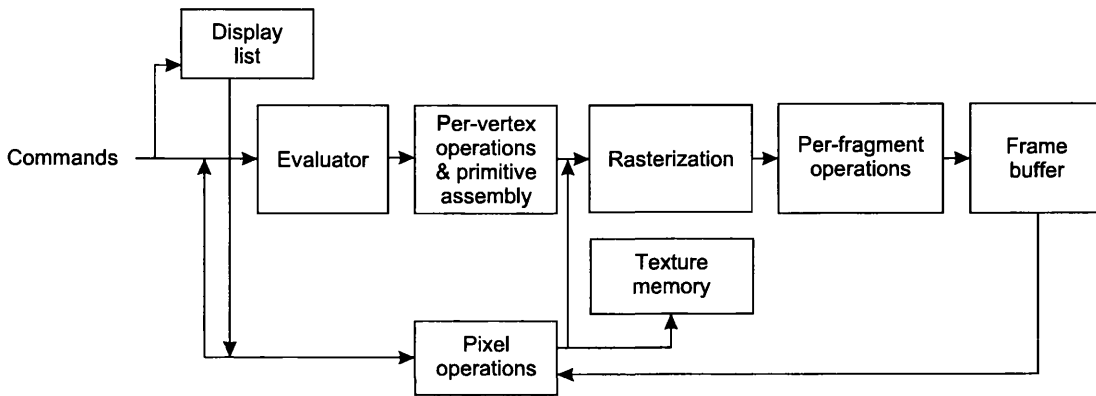 Display
list
Commands
Evaluator
Per-vertex
operations
& primitive
assembly
Rasterization
Per-fragment
operations
Frame
buffer
Texture
memory
Pixel
operations